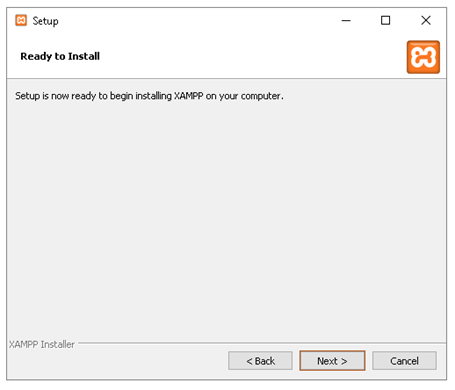 Setup
Ready to Install
Setup is now ready to begin installing XAMPP on your computer.
XAMPP Installer
< Back
Next >
Cancel